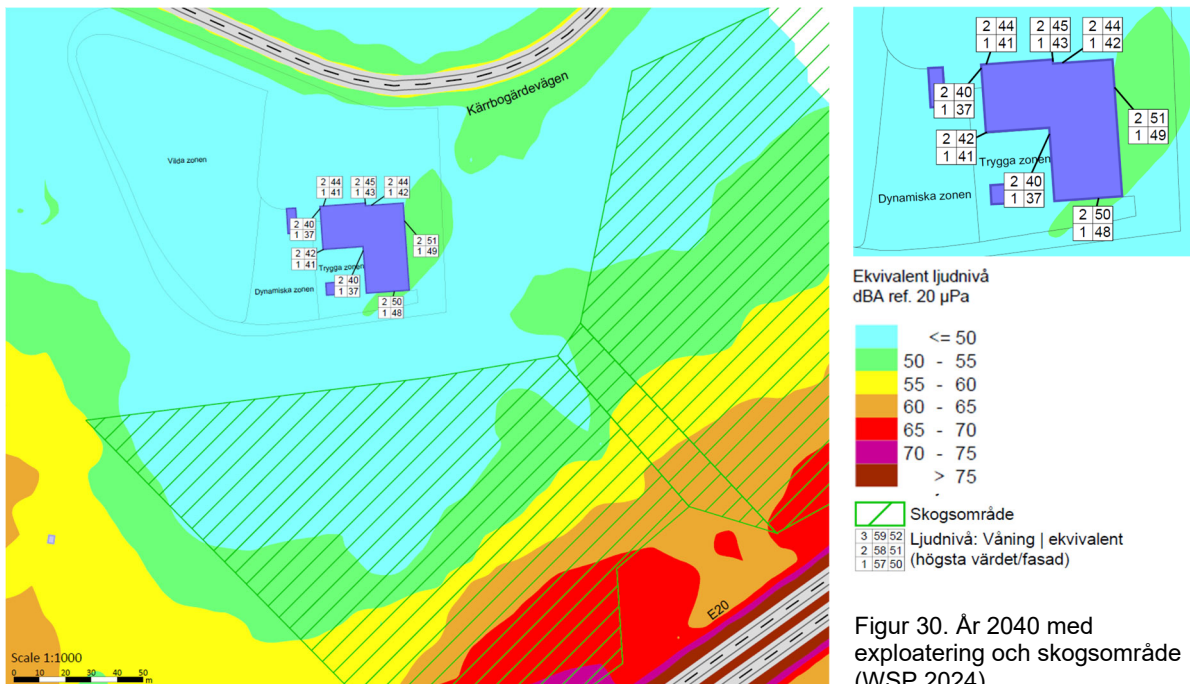 Kärrbogärdevägen
Vilda zonen
2 44
1 41
2 45
1 43
2 44
1 42
2 40
1 37
2 51
1 49
2 42
1 41
Trygga zonen
Dynamiska zonen
2 40
1 37
2 50
1 48
E20
Scale 1:1000
0 10 20 30 40 50
m
2 44
1 41
2 45
1 43
2 44
1 42
2 40
1 37
2 51
1 49
2 42
1 41
Trygga zonen
Dynamiska zonen
2 40
1 37
2 50
1 48
Ekvivalent ljudnivå
dBA ref. 20 µPa
<= 50
50 - 55
55 - 60
60 - 65
65 - 70
70 - 75
> 75
Skogsområde
3 59 52
2 58 51
1 57 50
Ljudnivå: Våning | ekvivalent
(högsta värdet/fasad)
Figur 30. År 2040 med
exploatering och skogsområde
(WSP 2024)